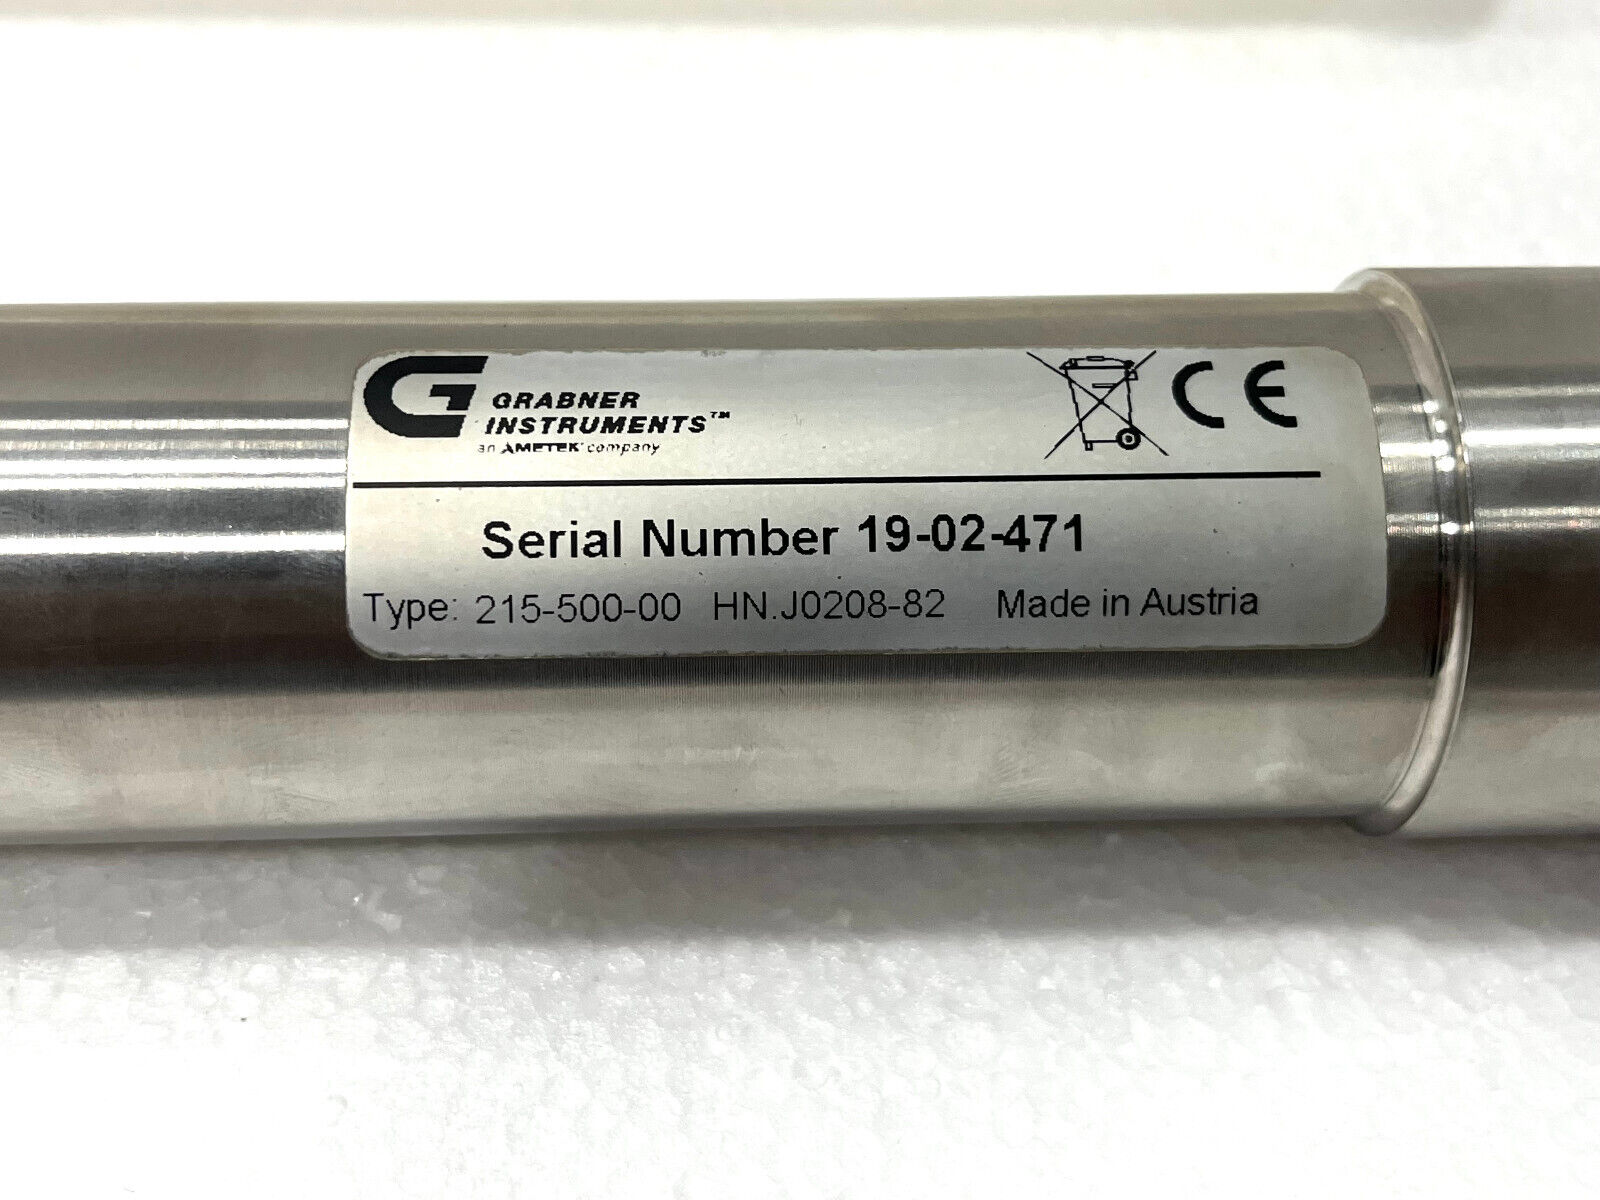 GRABNER
INSTRUMENTS™
an AMETEK® company
CE
Serial Number 19-02-471
Type: 215-500-00 HN.J0208-82 Made in Austria